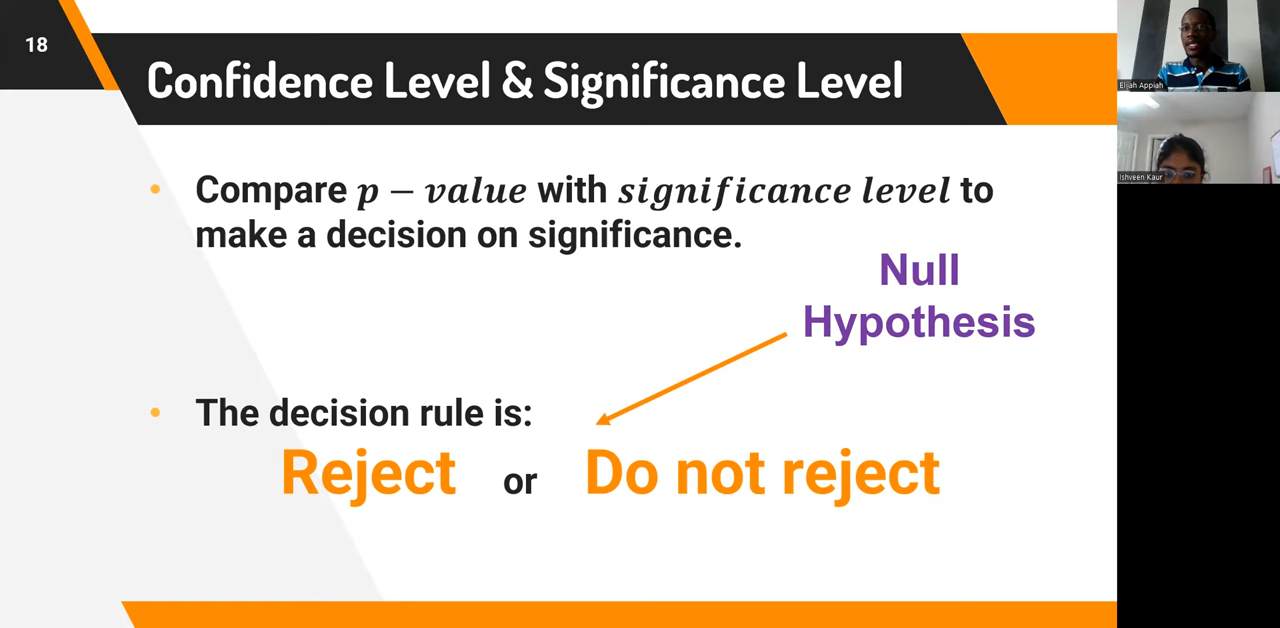 18
Confidence Level & Significance Level
• Compare p − value with significance level to
make a decision on significance.
Null
Hypothesis
• The decision rule is:
Reject or Do not reject
Elijah Appiah
Ishveen Kaur